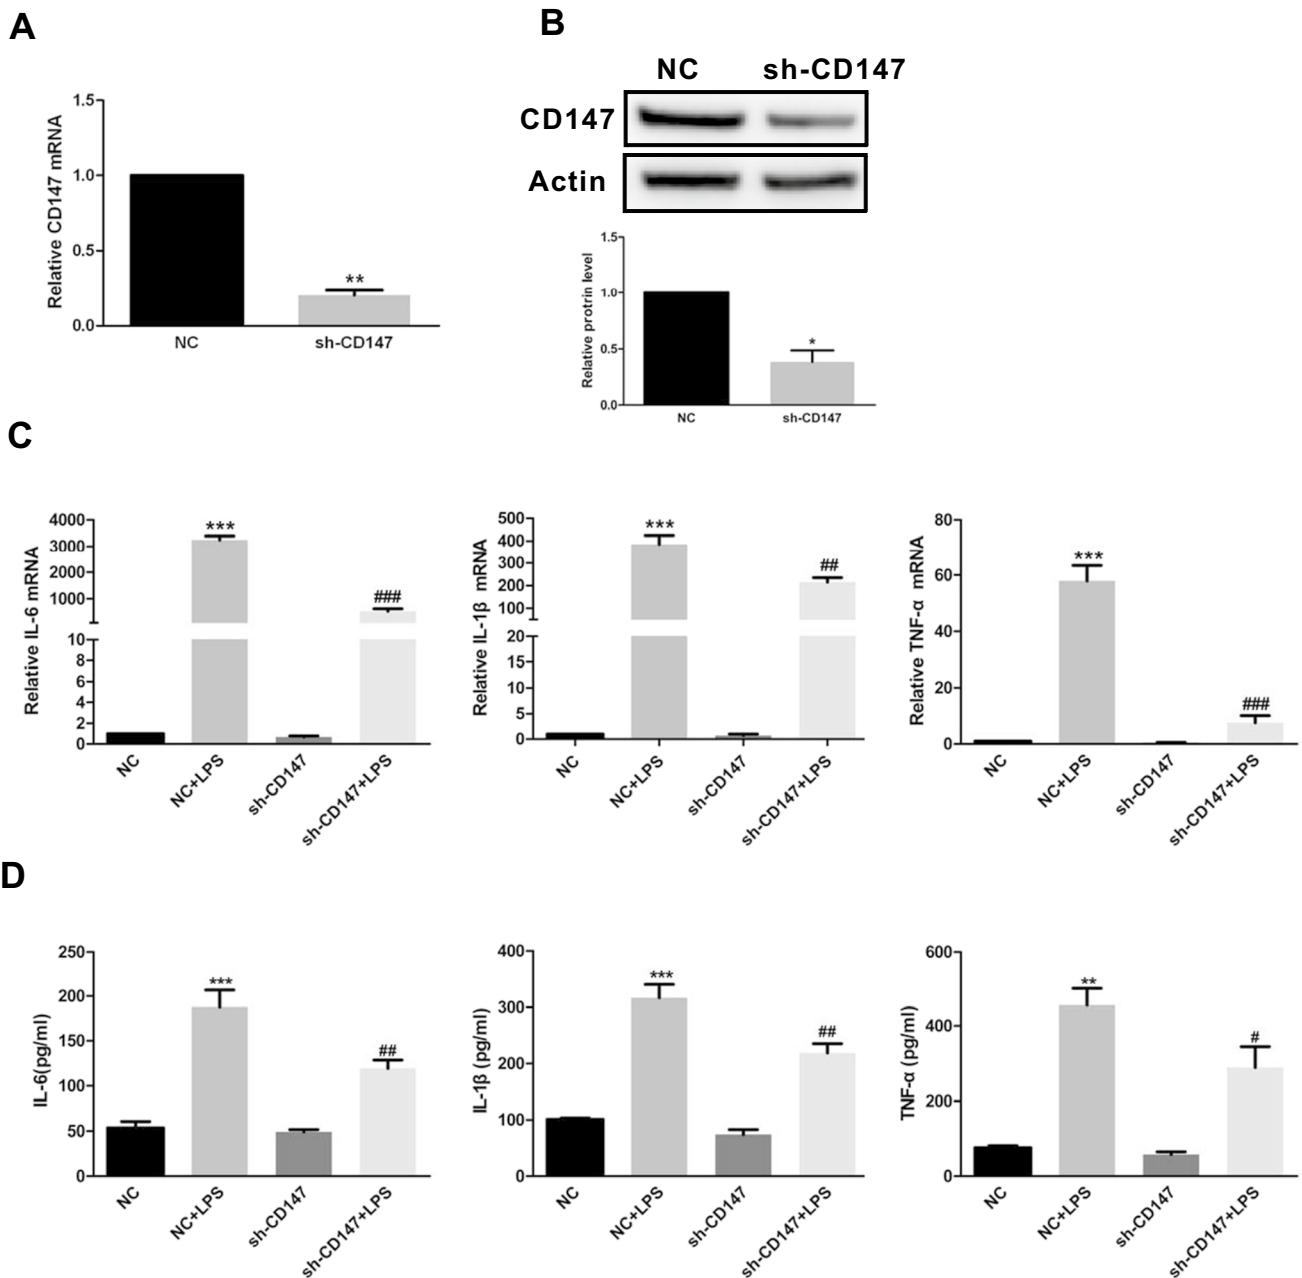 A
1.5
1.0
0.5
0.0
Relative CD147 mRNA
**
NC
sh-CD147
B
NC
sh-CD147
CD147
Actin
1.5
1.0
0.5
0.0
Relative protrin level
*
NC
sh-CD147
C
4000
3000
2000
1000
10
8
6
4
2
0
Relative IL-6 mRNA
***
###
NC
NC+LPS
sh-CD147
sh-CD147+LPS
500
400
300
200
100
20
15
10
5
0
Relative IL-1β mRNA
***
##
NC
NC+LPS
sh-CD147
sh-CD147+LPS
80
60
40
20
0
Relative TNF-α mRNA
***
###
NC
NC+LPS
sh-CD147
sh-CD147+LPS
D
250
200
150
100
50
0
IL-6(pg/ml)
***
##
NC
NC+LPS
sh-CD147
sh-CD147+LPS
400
300
200
100
0
IL-1β (pg/ml)
***
##
NC
NC+LPS
sh-CD147
sh-CD147+LPS
600
400
200
0
TNF-α (pg/ml)
**
#
NC
NC+LPS
sh-CD147
sh-CD147+LPS